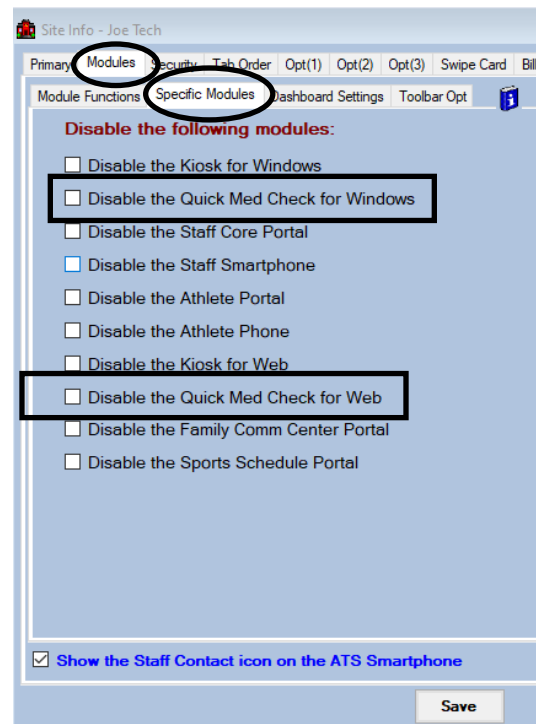 Site Info - Joe Tech
Primary Modules Security Tab Order Opt(1) Opt(2) Opt(3) Swipe Card Bil
Module Functions Specific Modules Dashboard Settings Toolbar Opt
Disable the following modules:
Disable the Kiosk for Windows
Disable the Quick Med Check for Windows
Disable the Staff Core Portal
Disable the Staff Smartphone
Disable the Athlete Portal
Disable the Athlete Phone
Disable the Kiosk for Web
Disable the Quick Med Check for Web
Disable the Family Comm Center Portal
Disable the Sports Schedule Portal
Show the Staff Contact icon on the ATS Smartphone
Save